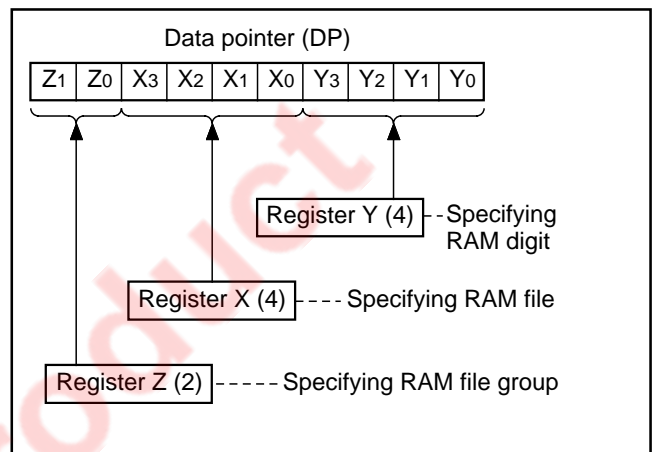 Data pointer (DP)
Z1 Z0 X3 X2 X1 X0 Y3 Y2 Y1 Y0
Register Y (4) Specifying
RAM digit
Register X (4) Specifying RAM file
Register Z (2) Specifying RAM file group
roduct